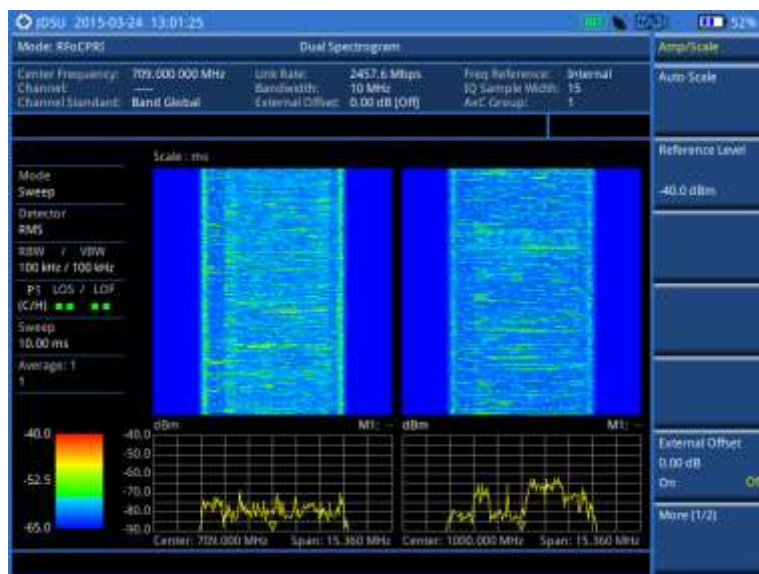 JDSU 2015-03-24 13:01:25
52%
Mode: RFoCPRI
Dual Spectrogram
Amp/Scale
Center Frequency: 709.000 000 MHz
Link Rate: 2457.6 Mbps
Freq Reference: Internal
Channel: ----
Bandwidth: 10 MHz
IQ Sample Width: 15
Channel Standard: Band Global
External Offset: 0.00 dB [Off]
AxC Group: 1
Auto Scale
Scale : ms
Reference Level
-40.0 dBm
Mode
Sweep
Detector
RMS
RBW / VBW
100 kHz / 100 kHz
P1 LOS / LOF
(C/H)
Sweep
10.00 ms
Average: 1
1
dBm M1: --
dBm M1: --
-40.0
-52.5
-65.0
-40.0
-50.0
-60.0
-70.0
-80.0
-90.0
Center: 709.000 MHz Span: 15.360 MHz
Center: 1000.000 MHz Span: 15.360 MHz
External Offset
0.00 dB
On Of
More (1/2)